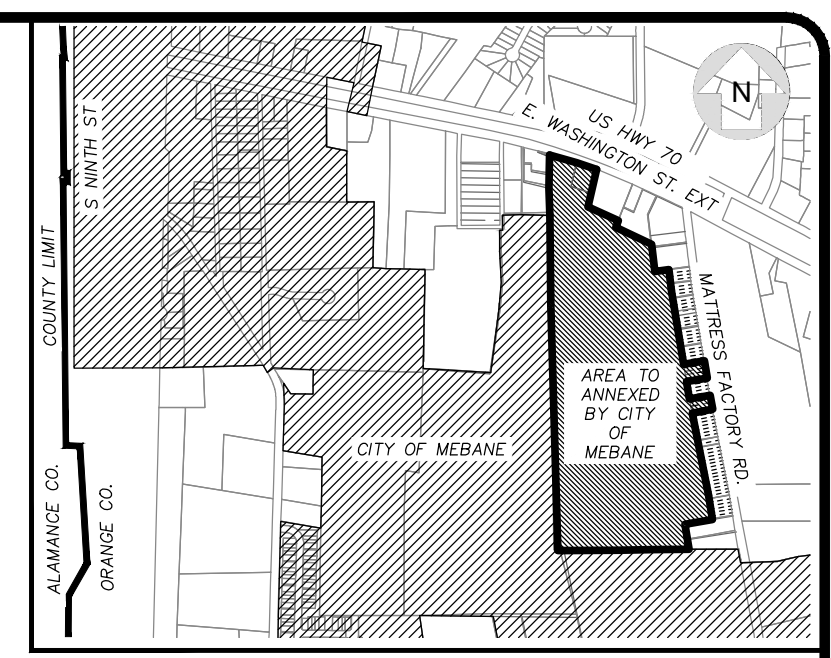 S NINTH ST
COUNTY LIMIT
ALAMANCE CO.
ORANGE CO.
N
US HWY 70
E. WASHINGTON ST. EXT
MATTRESS FACTORY RD.
AREA TO
ANNEXED
BY CITY
OF
MEBANE
CITY OF MEBANE